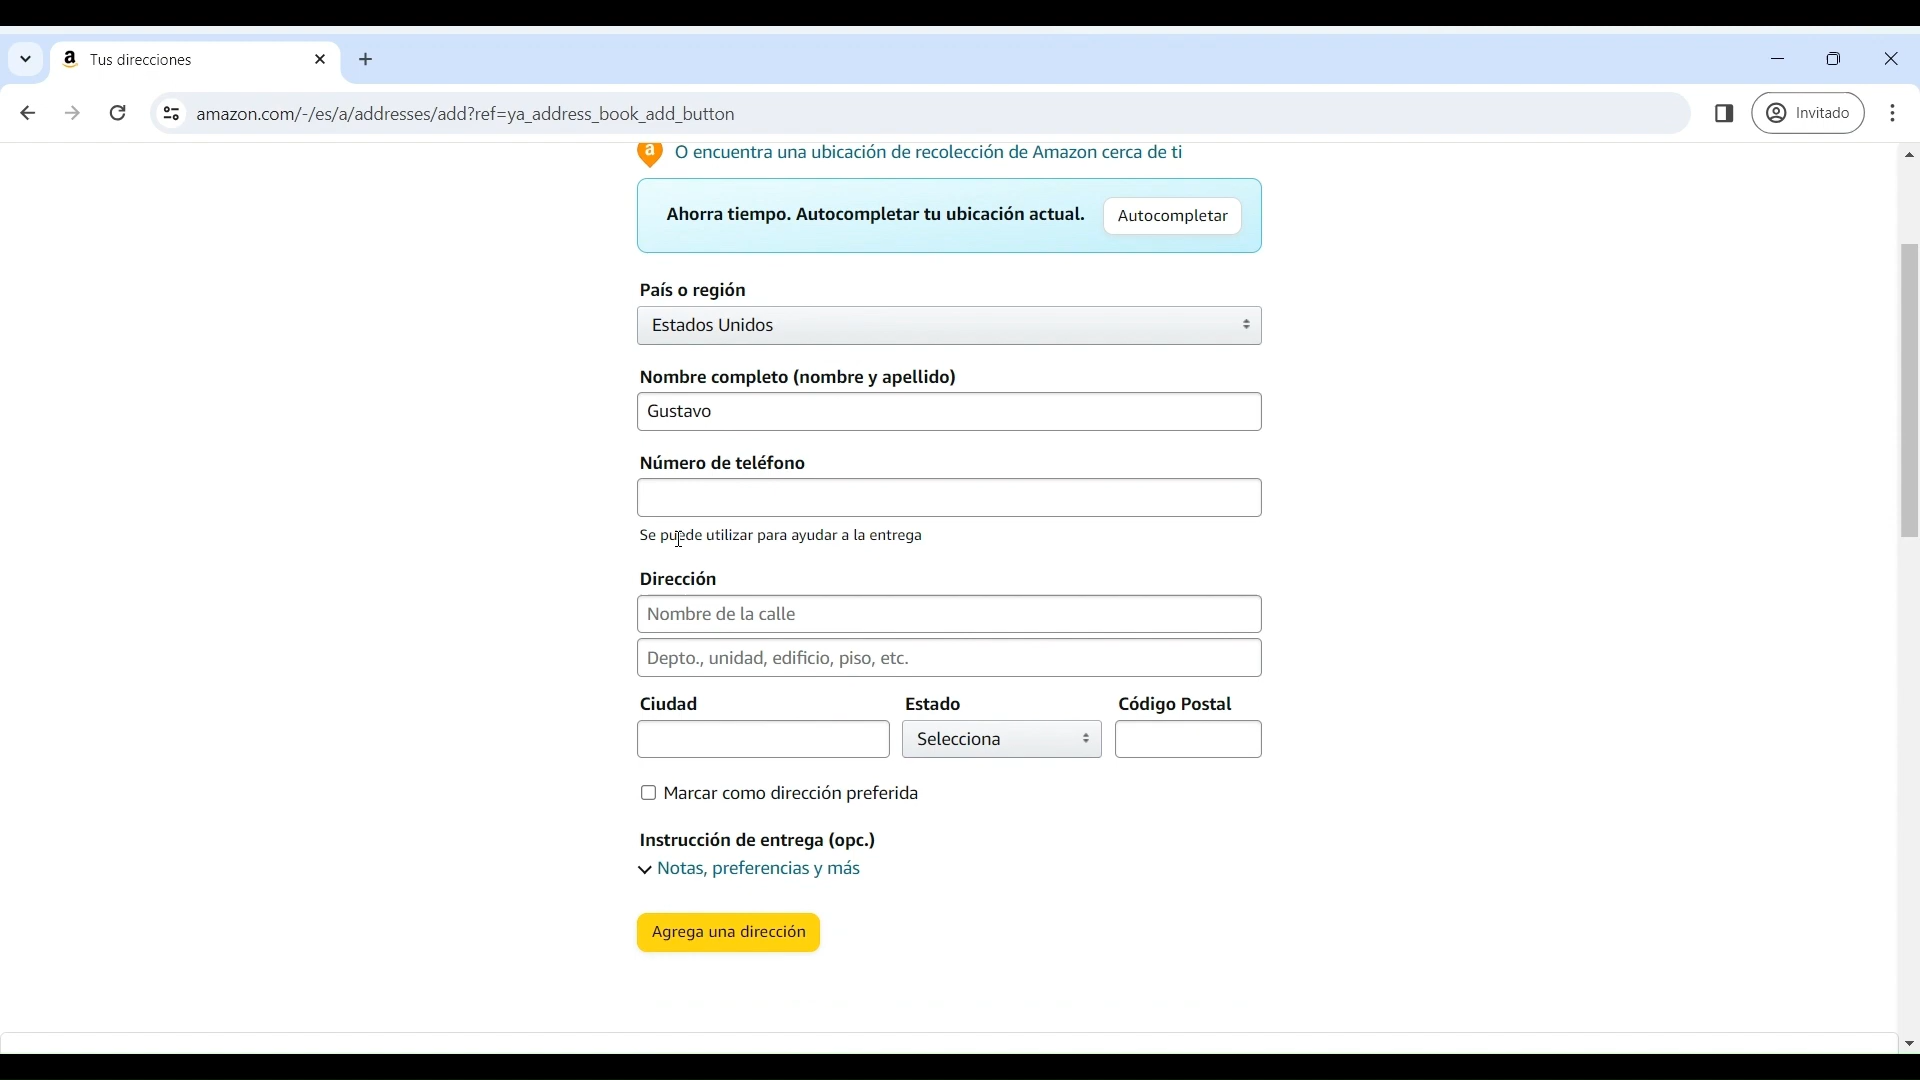 Tus direcciones
amazon.com/-/es/a/addresses/add?ref=ya_address_book_add_button
Invitado
O encuentra una ubicación de recolección de Amazon cerca de ti
Ahorra tiempo. Autocompletar tu ubicación actual.
Autocompletar
País o región
Estados Unidos
Nombre completo (nombre y apellido)
Gustavo
Número de teléfono
Se puede utilizar para ayudar a la entrega
Dirección
Nombre de la calle
Depto., unidad, edificio, piso, etc.
Ciudad Estado Código Postal
Selecciona
Marcar como dirección preferida
Instrucción de entrega (opc.)
Notas, preferencias y más
Agrega una dirección